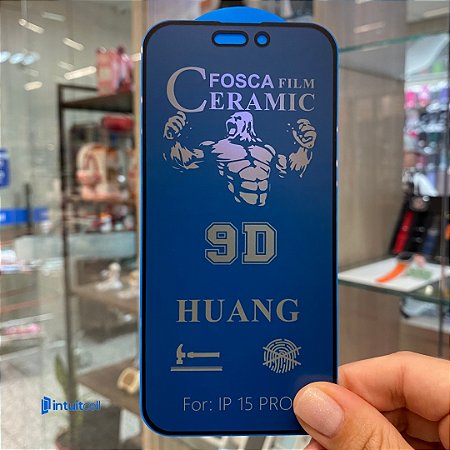 FOSCA FILM
CERAMIC
9D
HUANG
For: IP 15 PRO
intuitcell